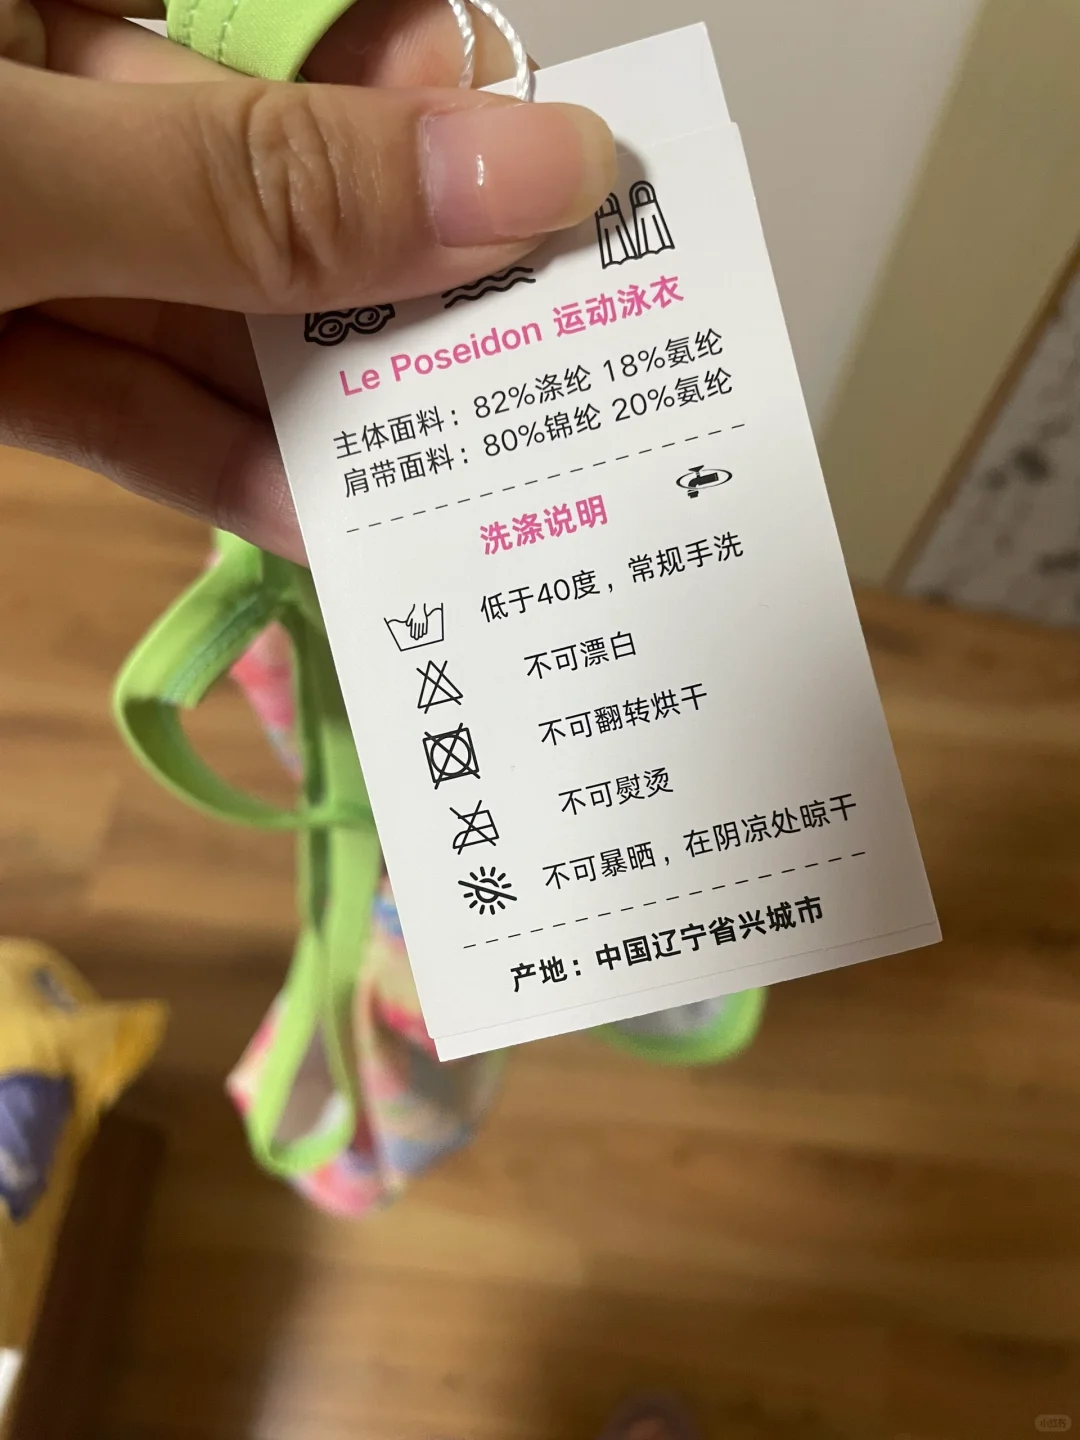 Le Poseidon 运动泳衣
主体面料：82%涤纶 18%氨纶
肩带面料：80%锦纶 20%氨纶
洗涤说明
低于40度，常规手洗
不可漂白
不可翻转烘干
不可熨烫
不可暴晒，在阴凉处晾干
产地：中国辽宁省兴城市
小红书